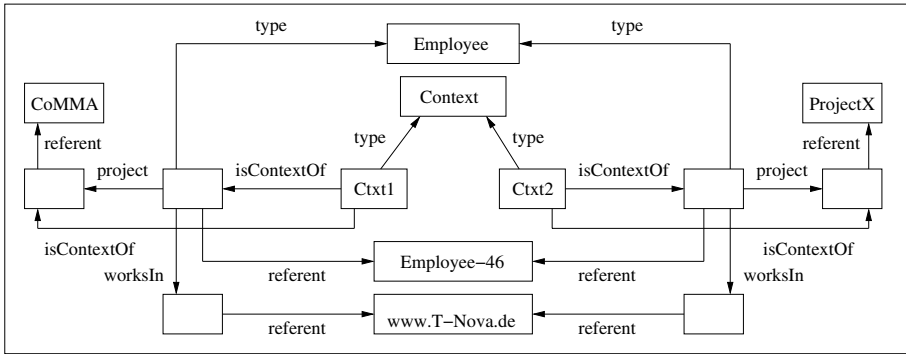 type
type
Employee
CoMMA
Context
ProjectX
referent
type
type
referent
project
isContextOf
Ctxt1
Ctxt2
isContextOf
project
isContextOf
isContextOf
worksIn
referent
Employee−46
referent
worksIn
referent
www.T−Nova.de
referent